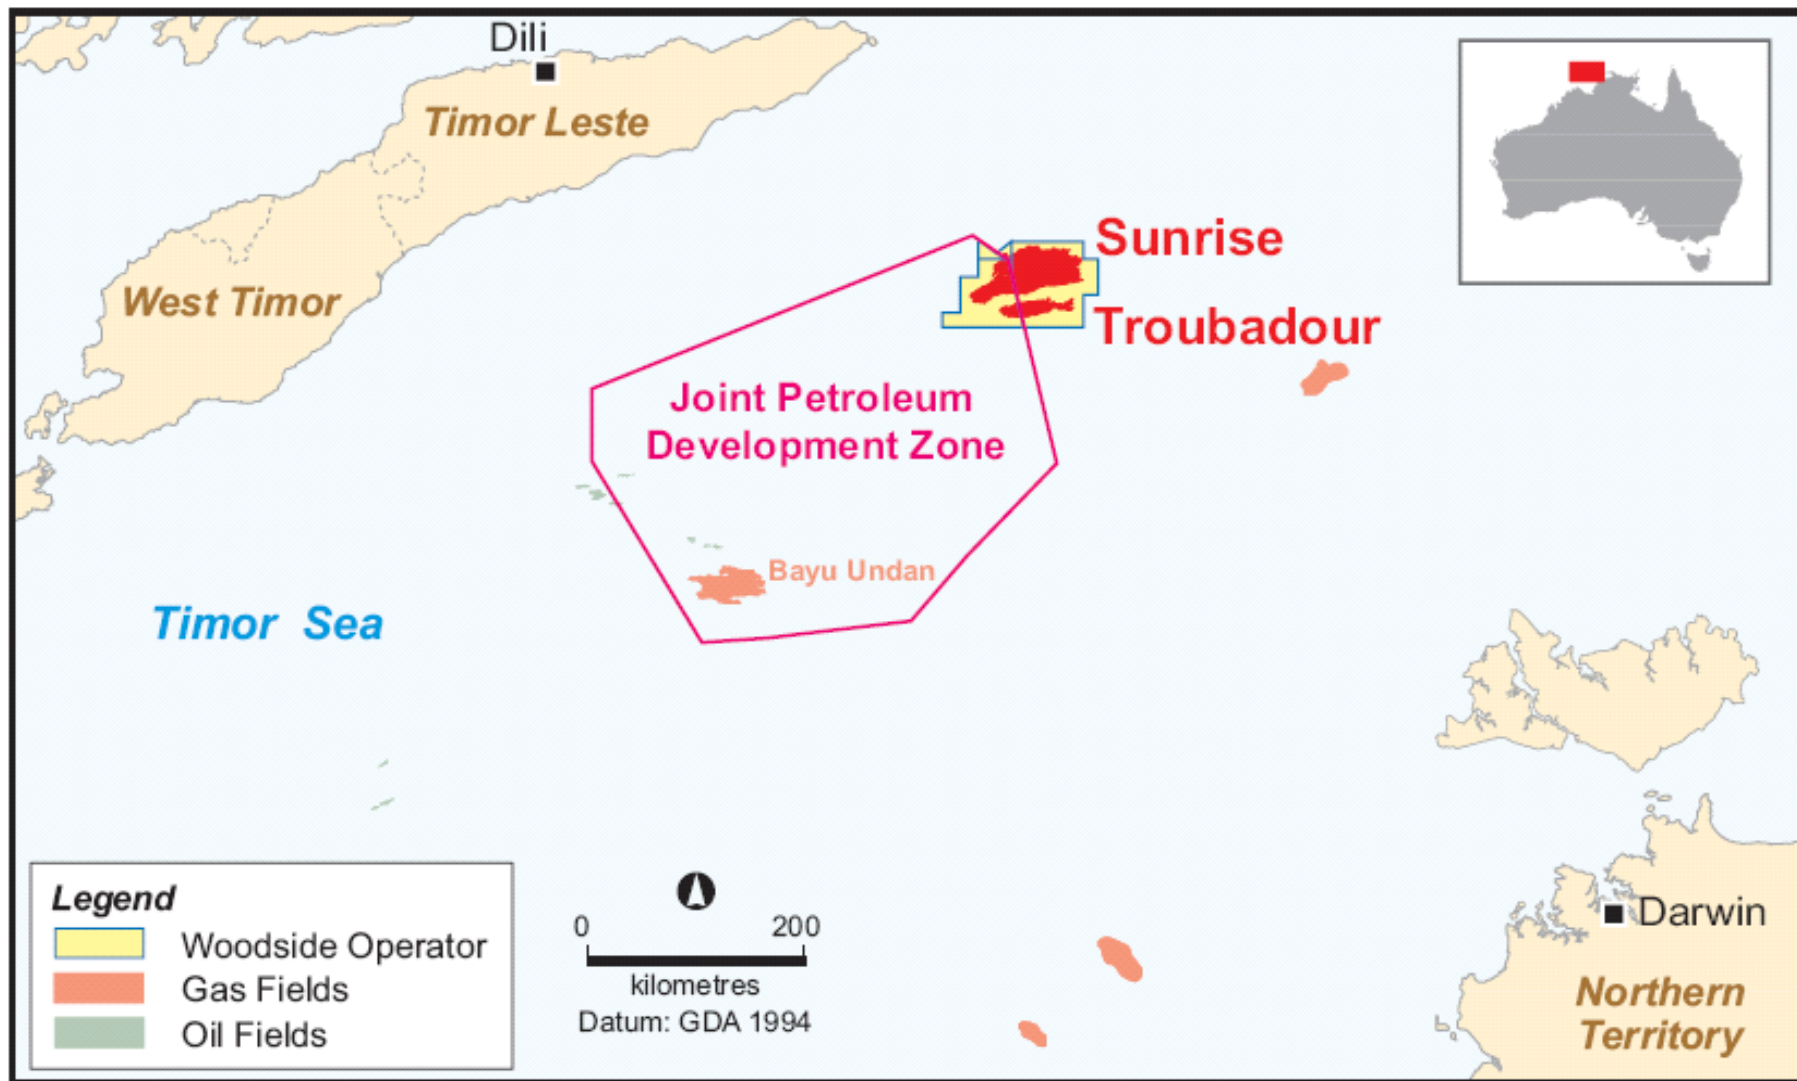 Dili
Timor Leste
Sunrise
West Timor
Troubadour
Joint Petroleum
Development Zone
Bayu Undan
Timor Sea
Legend
Woodside Operator
Gas Fields
Oil Fields
0 200
kilometres
Datum: GDA 1994
Darwin
Northern
Territory